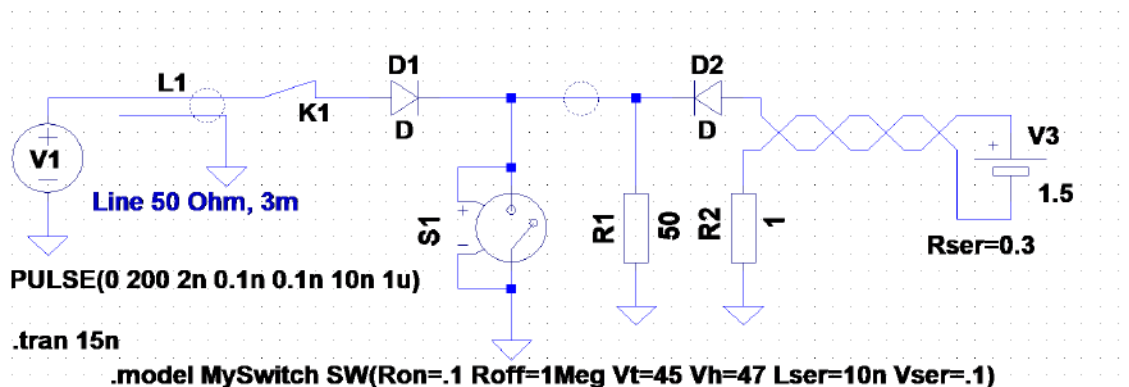 L1
K1
D1
D
D2
D
V1
+
−
Line 50 Ohm, 3m
S1
+
−
R1
50
R2
1
+
V3
1.5
Rser=0.3
PULSE(0 200 2n 0.1n 0.1n 10n 1u)
.tran 15n
.model MySwitch SW(Ron=.1 Roff=1Meg Vt=45 Vh=47 Lser=10n Vser=.1)